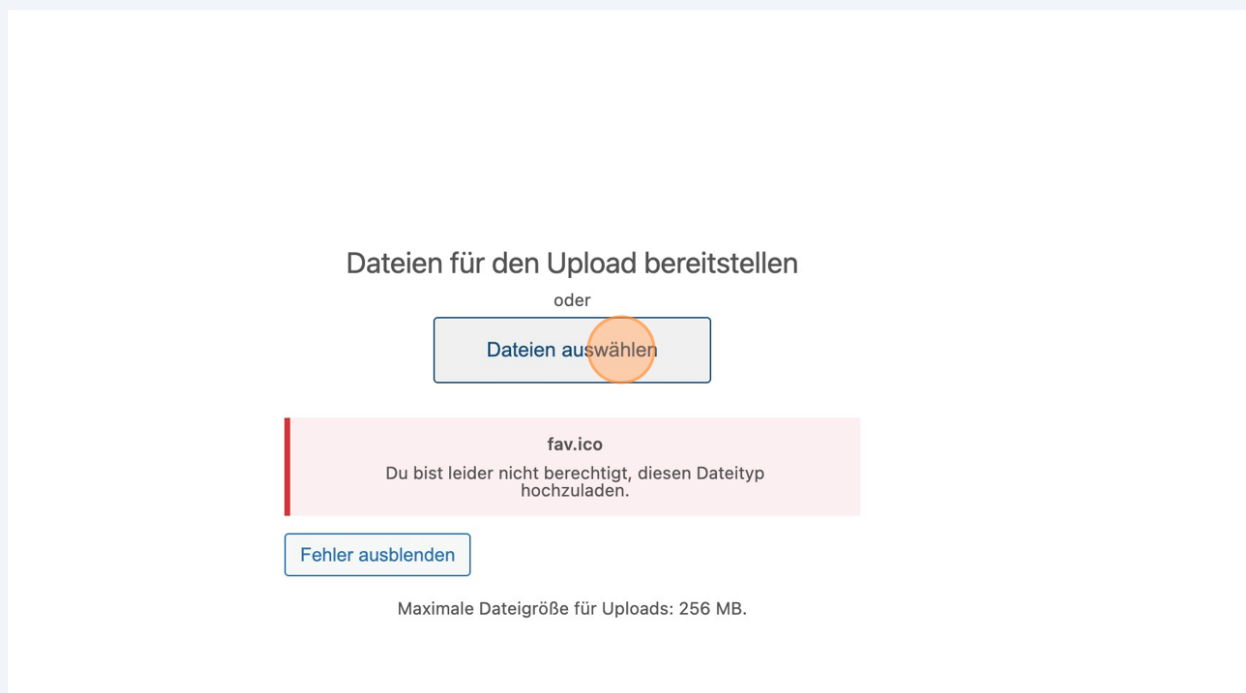 Dateien für den Upload bereitstellen
oder
Dateien auswählen
fav.ico
Du bist leider nicht berechtigt, diesen Dateityp
hochzuladen.
Fehler ausblenden
Maximale Dateigröße für Uploads: 256 MB.